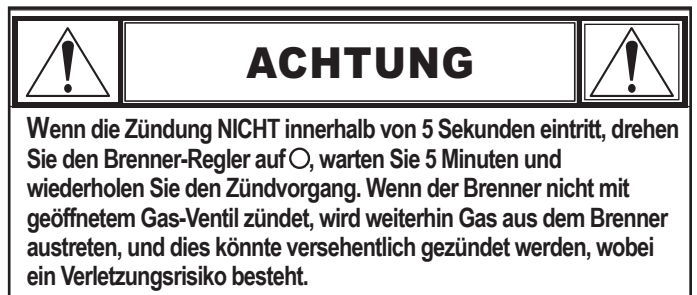 ACHTUNG
Wenn die Zündung NICHT innerhalb von 5 Sekunden eintritt, drehen
Sie den Brenner-Regler auf ○, warten Sie 5 Minuten und
wiederholen Sie den Zündvorgang. Wenn der Brenner nicht mit
geöffnetem Gas-Ventil zündet, wird weiterhin Gas aus dem Brenner
austreten, und dies könnte versehentlich gezündet werden, wobei
ein Verletzungsrisiko besteht.